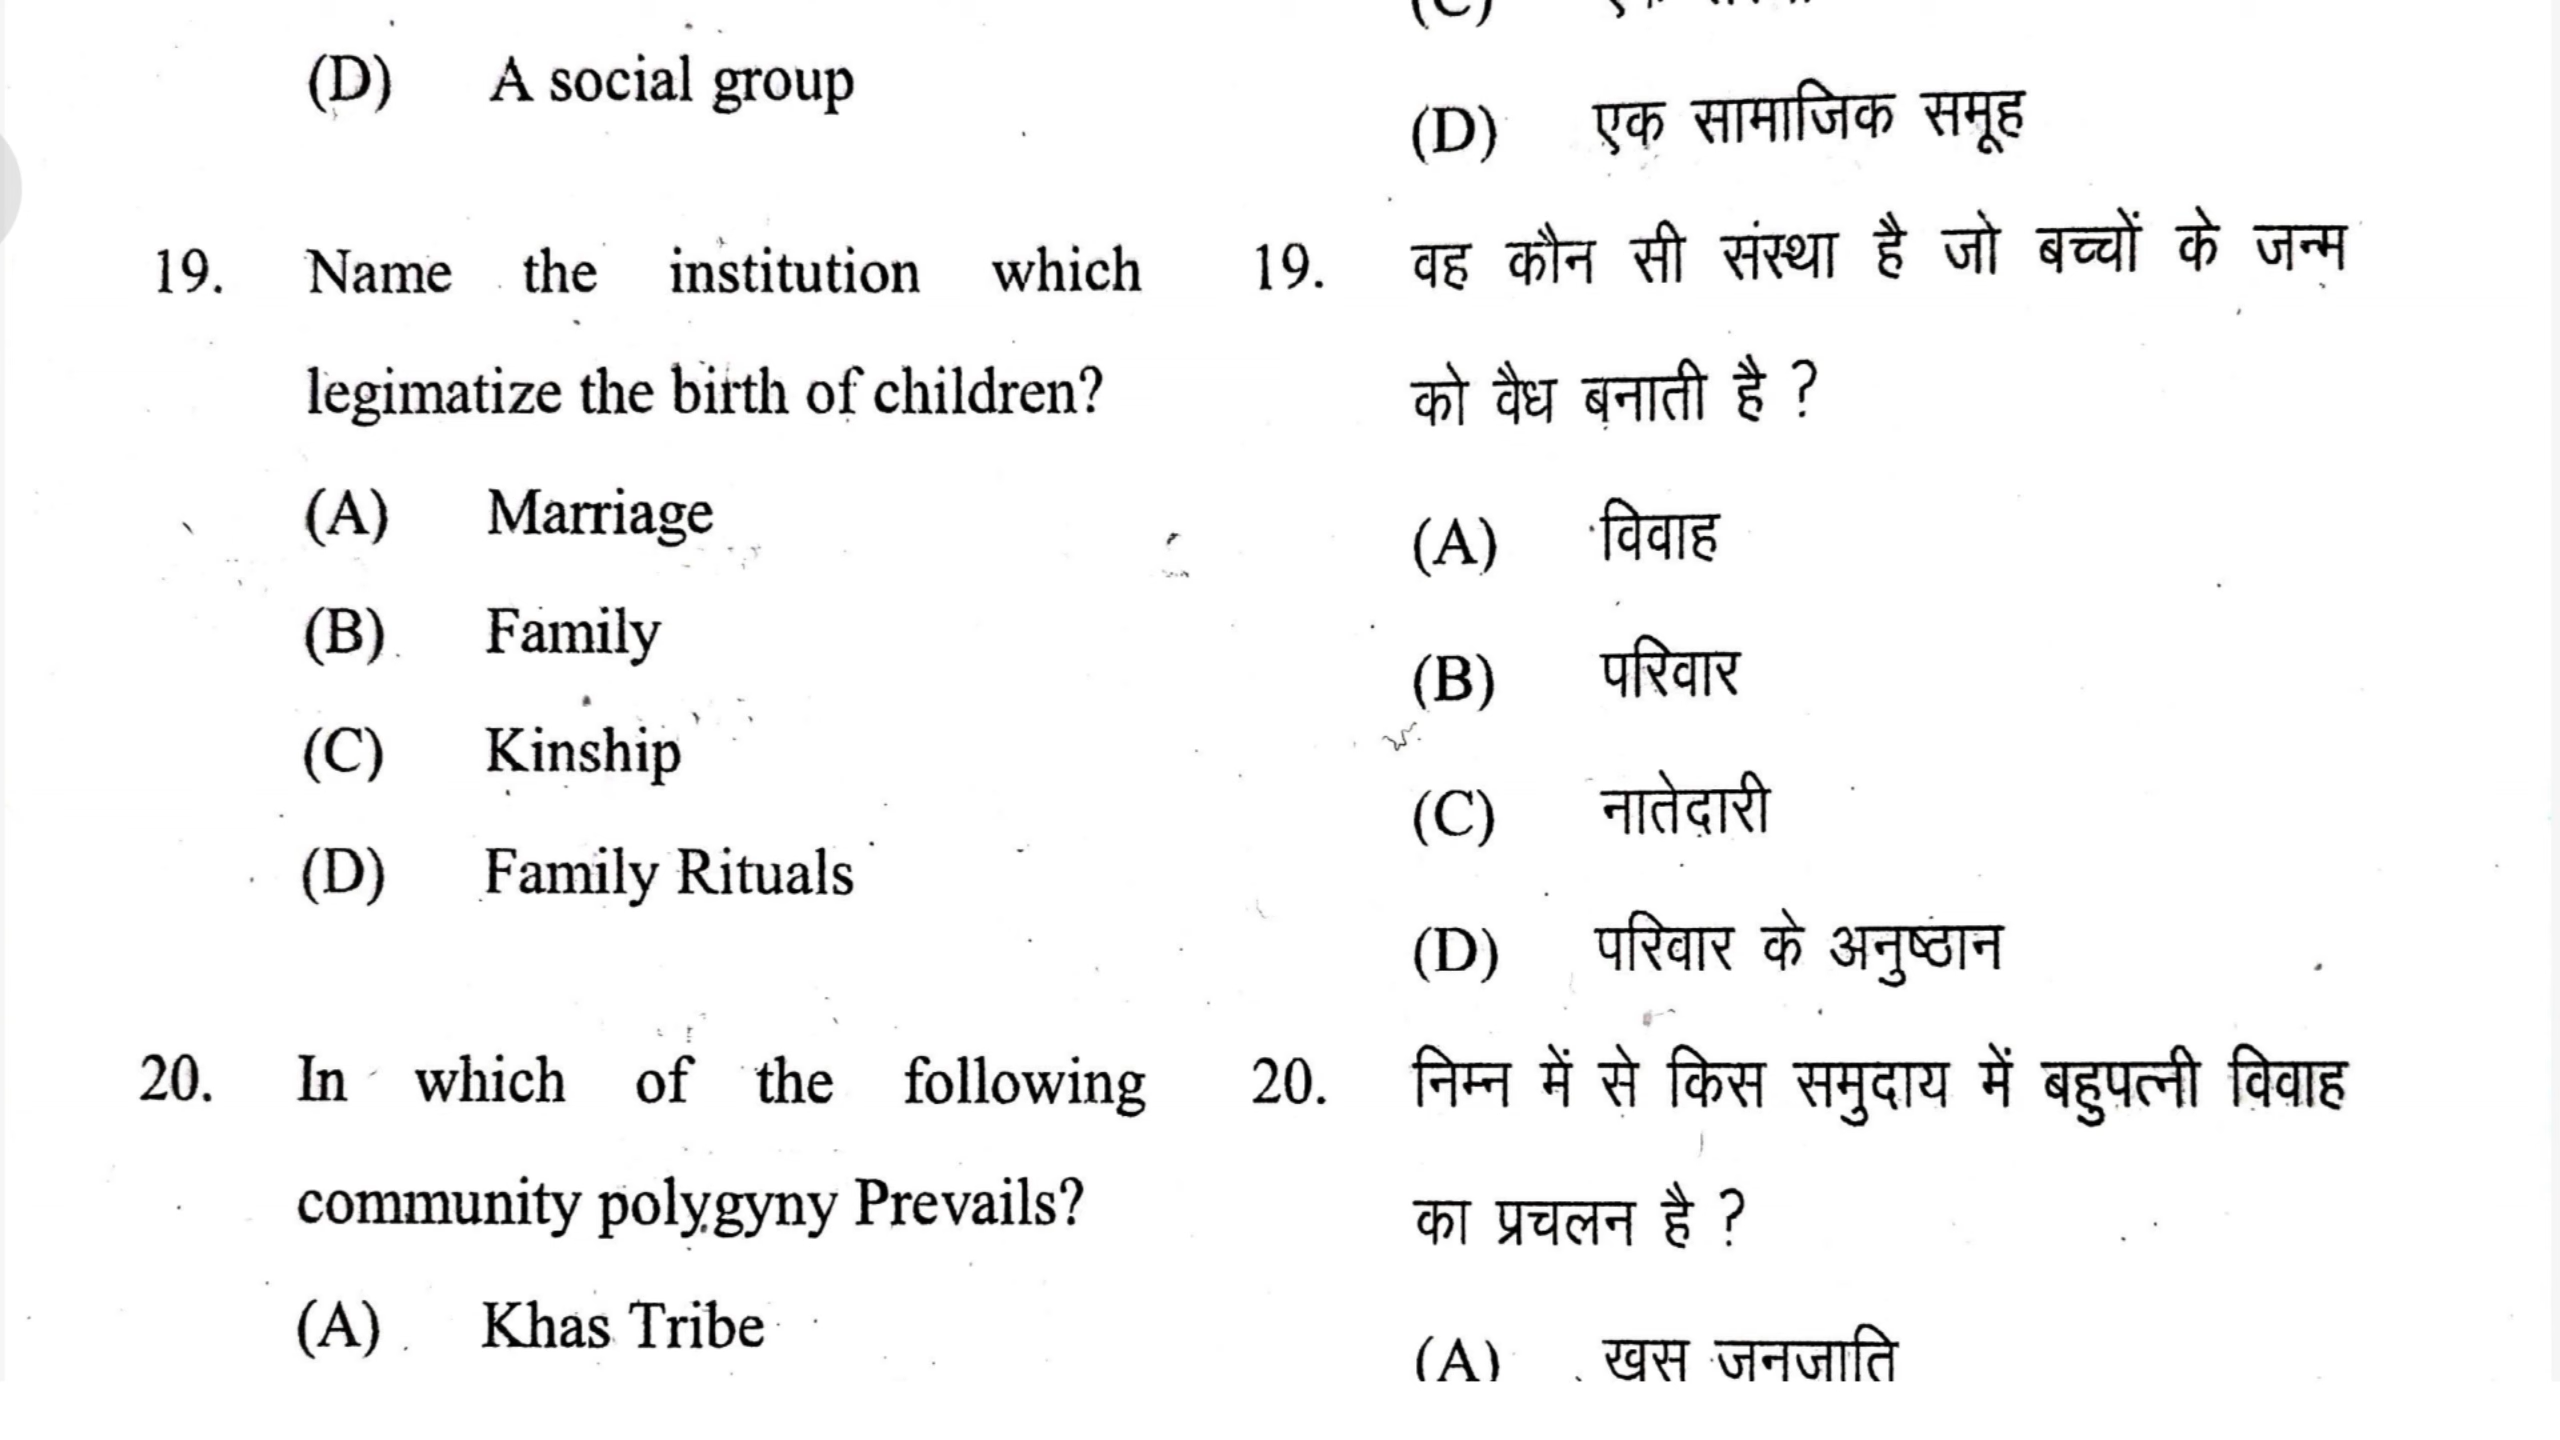 (D) A social group
19. Name the institution which
legimatize the birth of children?
(A) Marriage
(B) Family
(C) Kinship
(D) Family Rituals
20. In which of the following
community polygyny Prevails?
(A) Khas Tribe
(C)
(D) एक सामाजिक समूह
19. वह कौन सी संस्था है जो बच्चों के जन्म
को वैध बनाती है ?
(A) विवाह
(B) परिवार
(C) नातेदारी
(D) परिवार के अनुष्ठान
20. निम्न में से किस समुदाय में बहुपत्नी विवाह
का प्रचलन है ?
(A) खस जनजाति